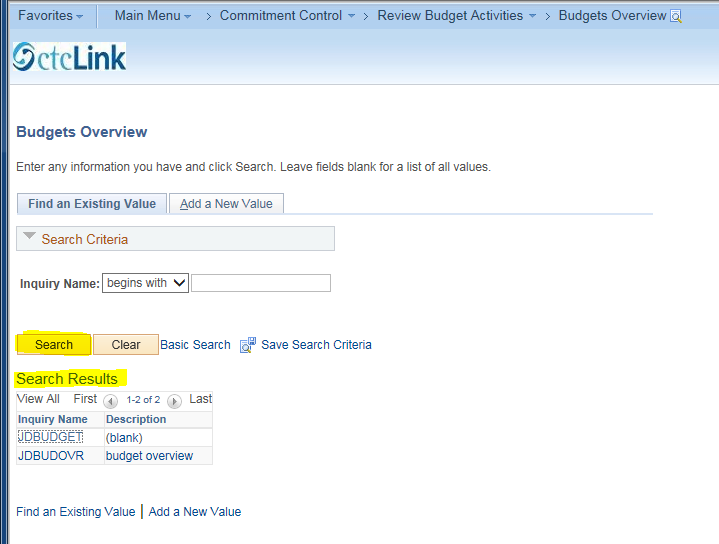 Favorites Main Menu > Commitment Control > Review Budget Activities > Budgets Overview
ctcLink
Budgets Overview
Enter any information you have and click Search. Leave fields blank for a list of all values.
Find an Existing Value Add a New Value
Search Criteria
Inquiry Name: begins with
Search Clear Basic Search Save Search Criteria
Search Results
View All First 1-2 of 2 Last
Inquiry Name Description
JDBUDGET (blank)
JDBUDOVR budget overview
Find an Existing Value | Add a New Value